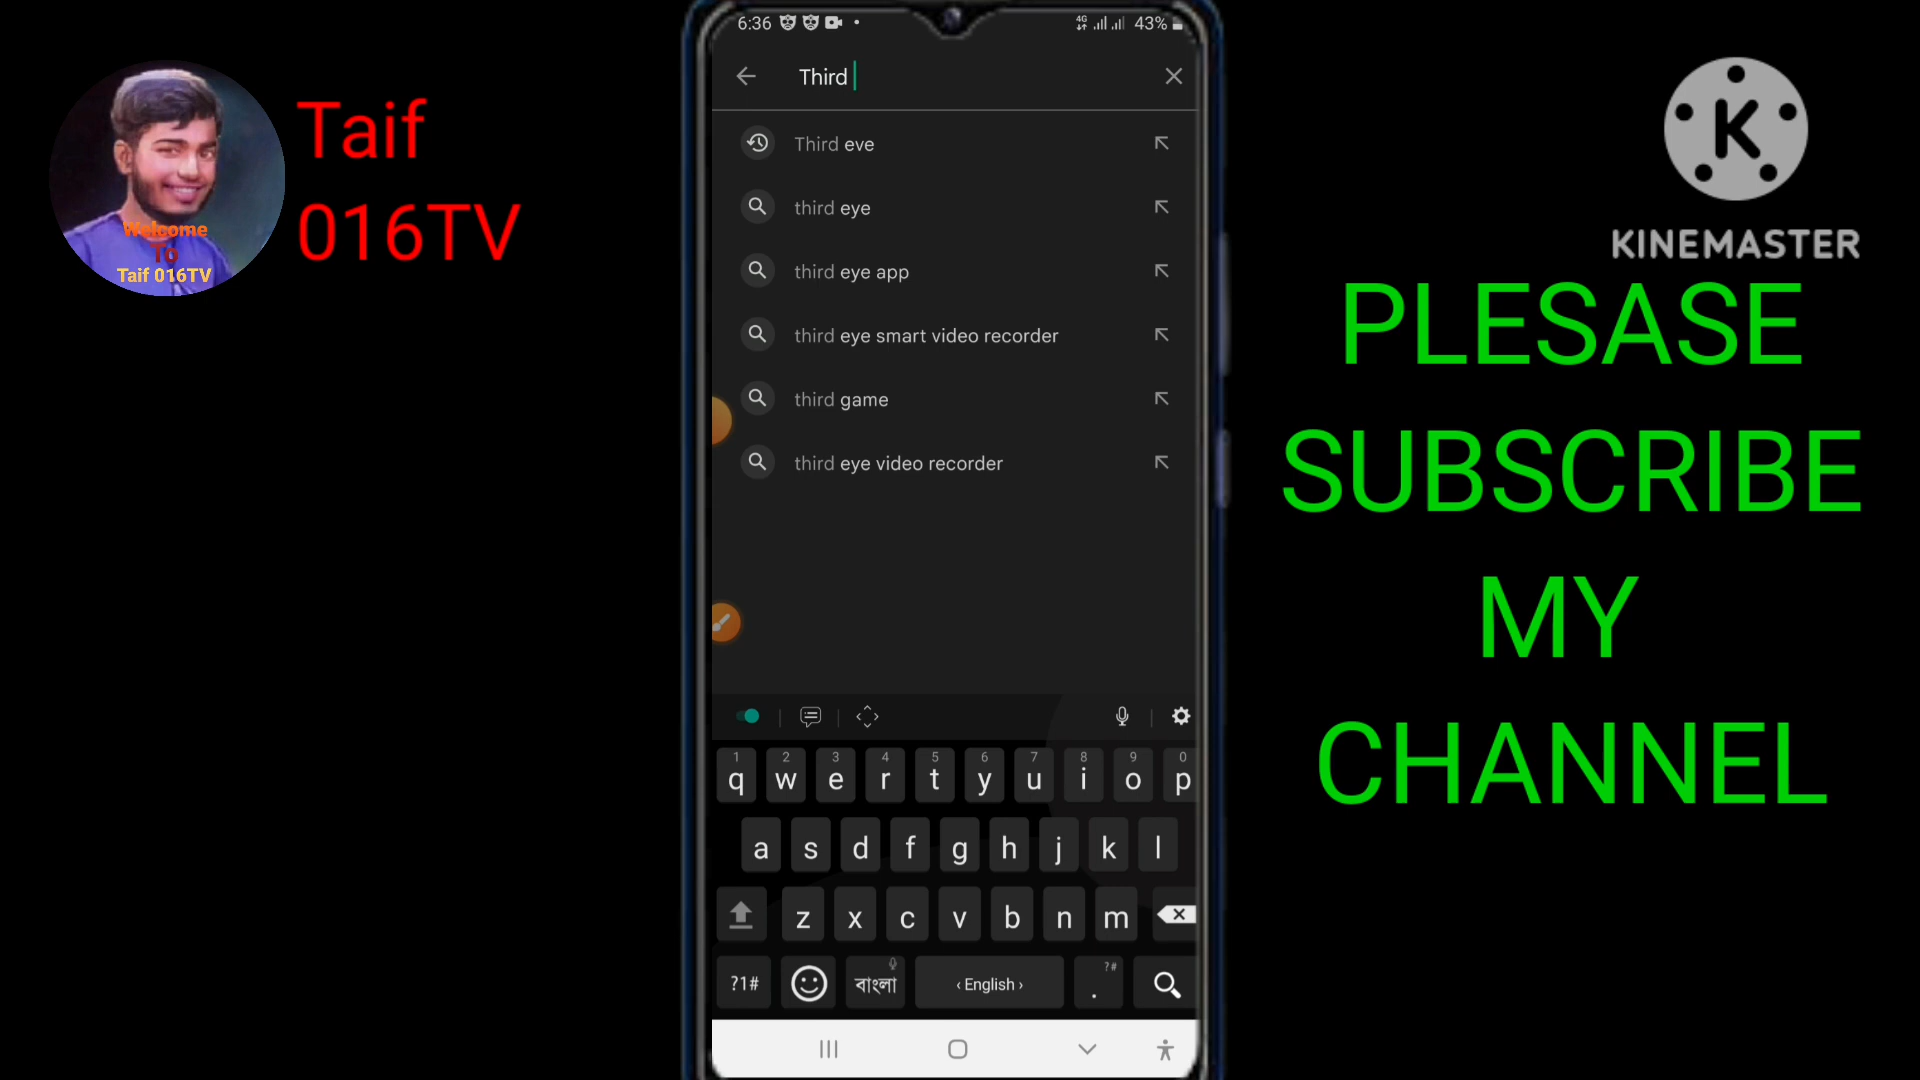 Taif
016TV
Welcome
To
Taif 016TV
6:36
4G
43%
Third
Third eve
third eye
third eye app
third eye smart video recorder
third game
third eye video recorder
1 2 3 4 5 6 7 8 9 0
q w e r t y u i o p
a s d f g h j k l
z x c v b n m
?1# বাংলা ‹ English › . ?#
K
KINEMASTER
PLESASE
SUBSCRIBE
MY
CHANNEL